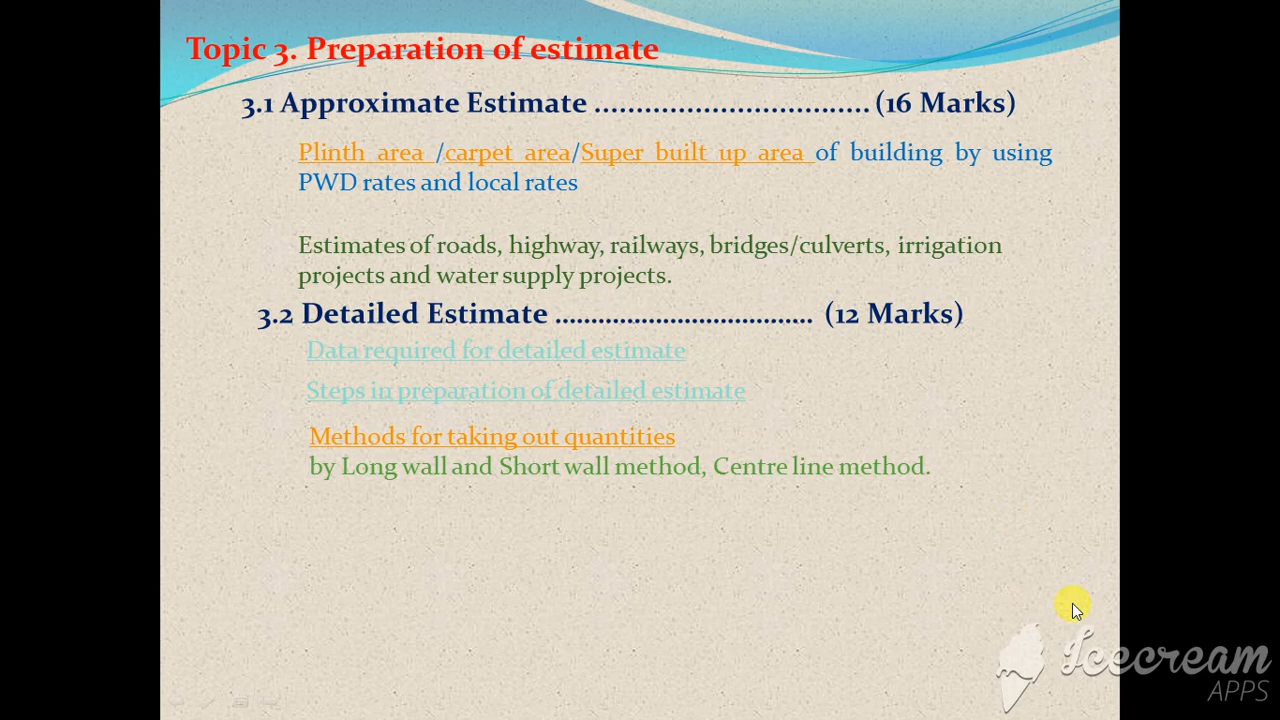 Topic 3. Preparation of estimate
3.1 Approximate Estimate ................................ (16 Marks)
Plinth area /carpet area/Super built up area of building by using
PWD rates and local rates
Estimates of roads, highway, railways, bridges/culverts, irrigation
projects and water supply projects.
3.2 Detailed Estimate ................................... (12 Marks)
Data required for detailed estimate
Steps in preparation of detailed estimate
Methods for taking out quantities
by Long wall and Short wall method, Centre line method.
Icecream
APPS